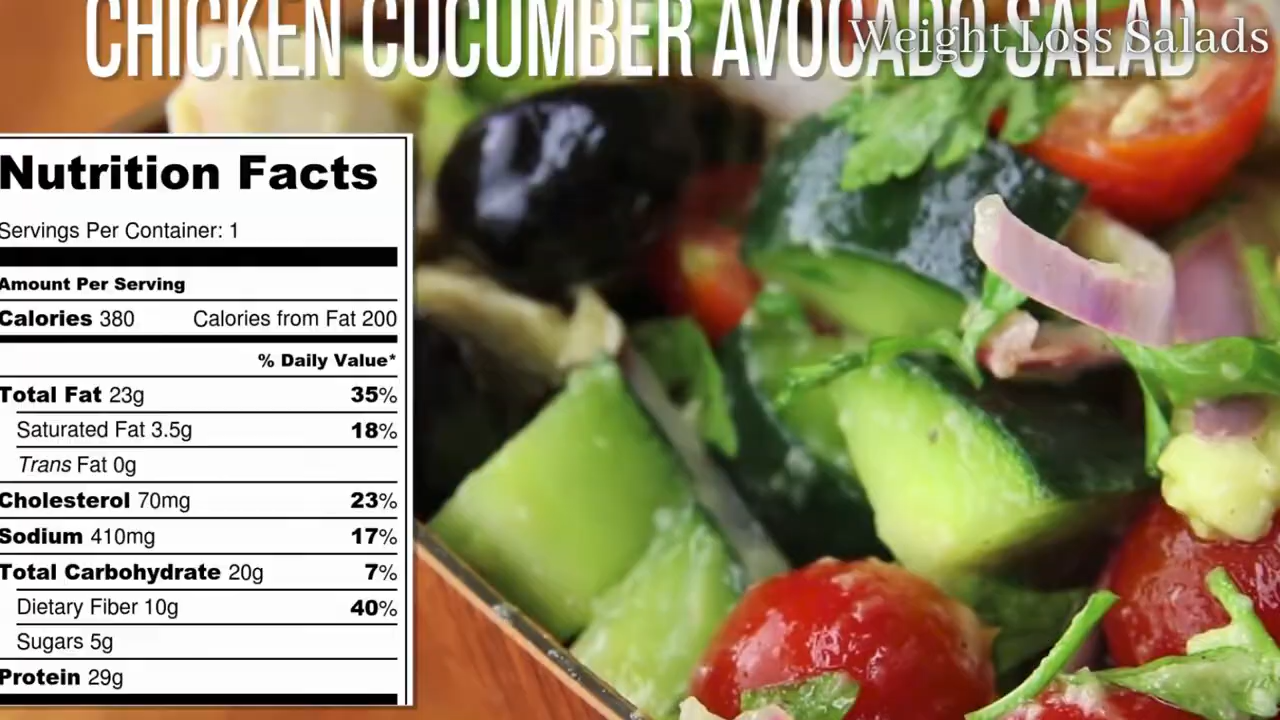 CHICKEN CUCUMBER AVOCADO SALAD
Weight Loss Salads
Nutrition Facts
Servings Per Container: 1
Amount Per Serving
Calories 380 Calories from Fat 200
% Daily Value*
Total Fat 23g 35%
Saturated Fat 3.5g 18%
Trans Fat 0g
Cholesterol 70mg 23%
Sodium 410mg 17%
Total Carbohydrate 20g 7%
Dietary Fiber 10g 40%
Sugars 5g
Protein 29g